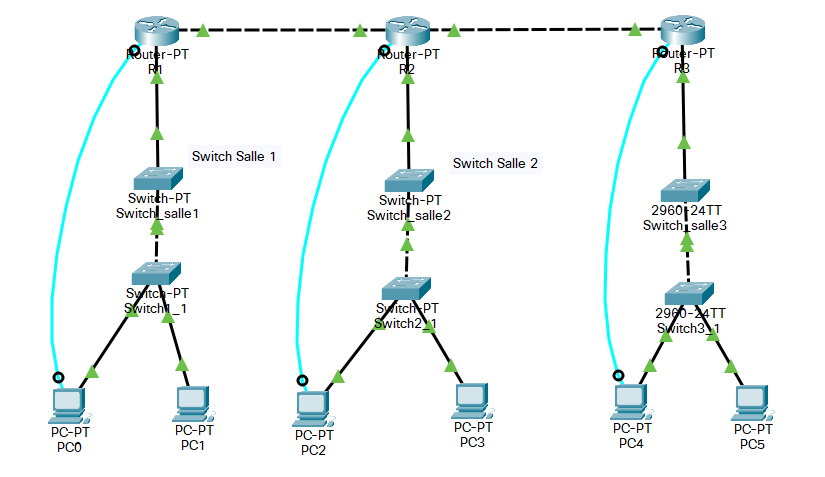 Router-PT
R1
Router-PT
R2
Router-PT
R3
Switch Salle 1
Switch Salle 2
Switch-PT
Switch_salle1
Switch-PT
Switch_salle2
2960-24TT
Switch_salle3
Switch-PT
Switch1_1
Switch-PT
Switch2_1
2960-24TT
Switch3_1
PC-PT
PC0
PC-PT
PC1
PC-PT
PC2
PC-PT
PC3
PC-PT
PC4
PC-PT
PC5